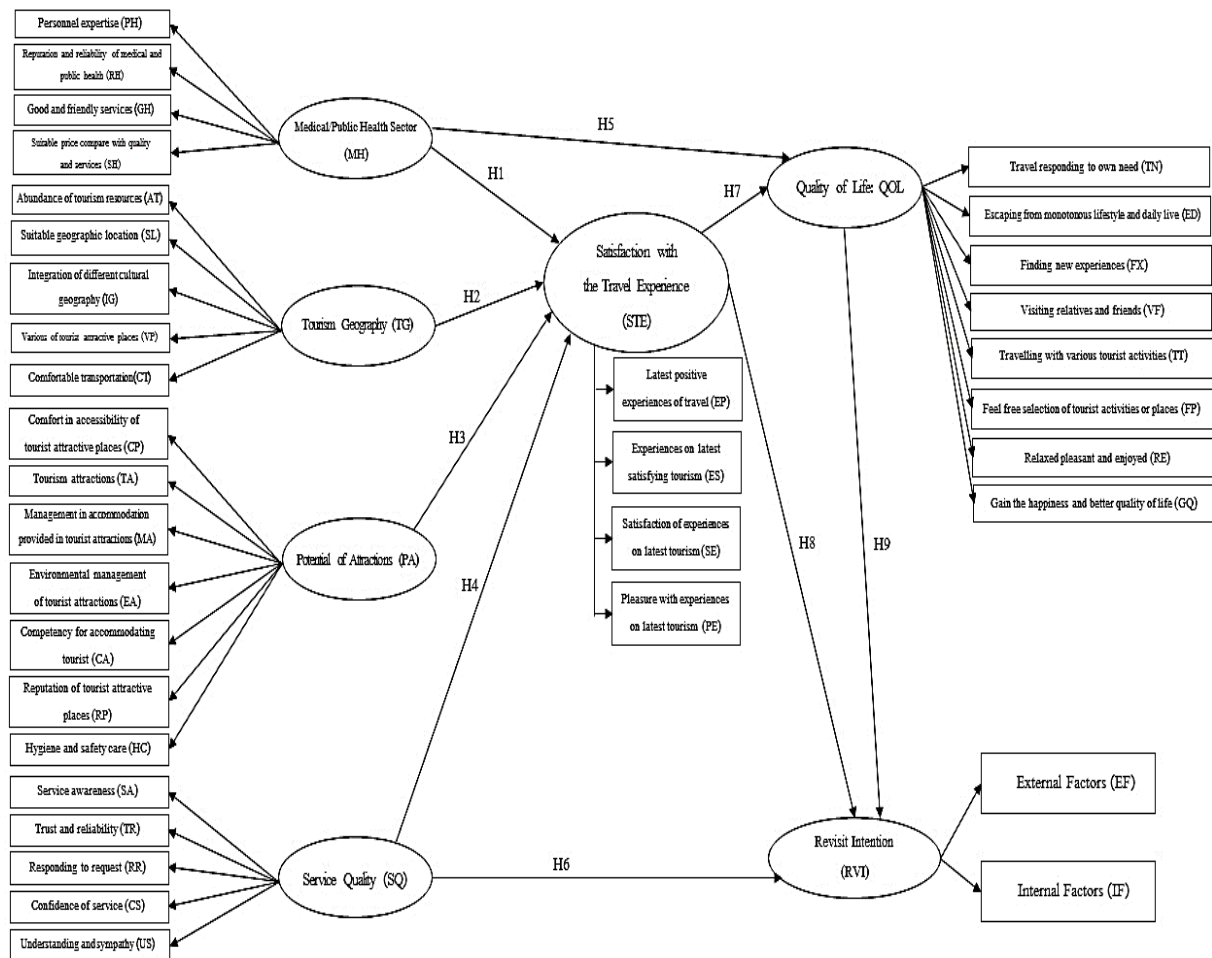 Personnel expertise (PH)
Repuration and reliability of medical and
public health (RH)
Good and friendly services (GH)
Suitable price compare with quality
and services (SH)
Abundance of tourism resources (AT)
Suitable geographic location (SL)
Integration of different cultural
geography (IG)
Various of tourist attractive places (VP)
Comfortable transportation(CT)
Comfort in accessibility of
tourist attractive places (CP)
Tourism attractions (TA)
Management in accommodation
provided in tourist attractions (MA)
Environmental management
of tourist attractions (EA)
Competency for accommodating
tourist (CA)
Reputation of tourist attractive
places (RP)
Hygiene and safety care (HC)
Service awareness (SA)
Trust and reliability (TR)
Responding to request (RR)
Confidence of service (CS)
Understanding and sympathy (US)
Medical/Public Health Sector
(MH)
Tourism Geography (TG)
Potential of Attractions (PA)
Service Quality (SQ)
H5
H1
H2
H3
H4
H6
H7
H8
H9
Satisfaction with
the Travel Experience
(STE)
Latest positive
experiences of travel (EP)
Experiences on latest
satisfying tourism (ES)
Satisfaction of experiences
on latest tourism (SE)
Pleasure with experiences
on latest tourism (PE)
Quality of Life: QOL
Revisit Intention
(RVI)
Travel responding to own need (TN)
Escaping from monotonous lifestyle and daily live (ED)
Finding new experiences (FX)
Visiting relatives and friends (VF)
Travelling with various tourist activities (TT)
Feel free selection of tourist activities or places (FP)
Relaxed pleasant and enjoyed (RE)
Gain the happiness and better quality of life (GQ)
External Factors (EF)
Internal Factors (IF)